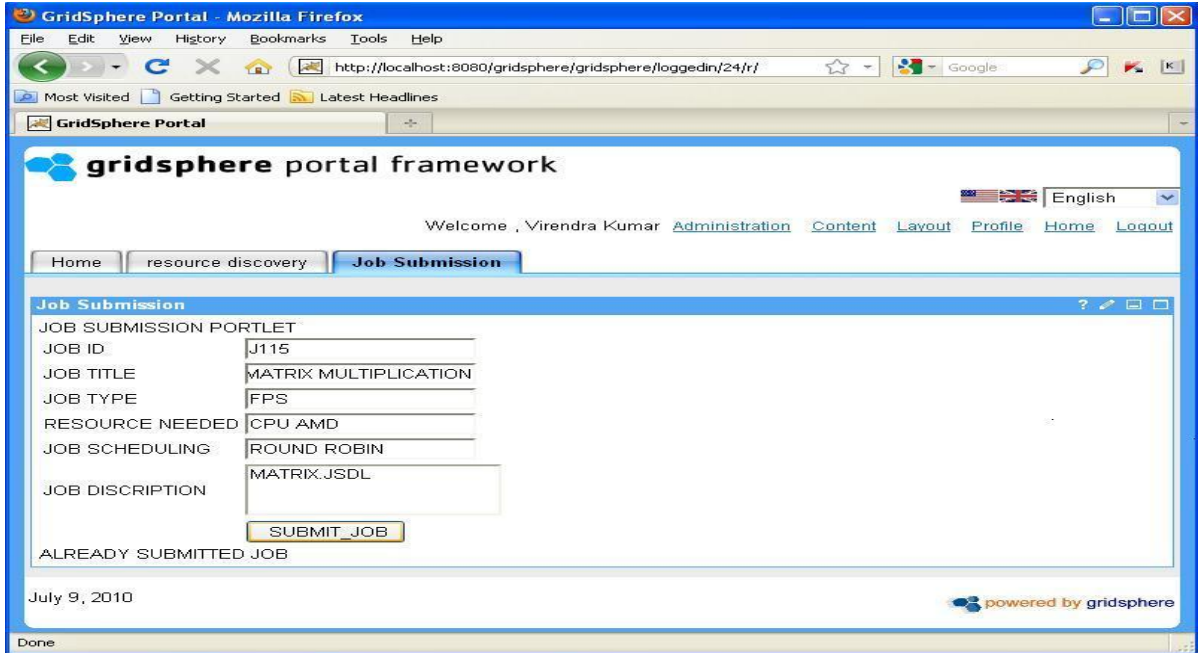 GridSphere Portal - Mozilla Firefox
File Edit View History Bookmarks Tools Help
http://localhost:8080/gridsphere/gridsphere/loggedin/24/r/ Google
Most Visited Getting Started Latest Headlines
GridSphere Portal
gridsphere portal framework
English
Welcome , Virendra Kumar Administration Content Layout Profile Home Logout
Home resource discovery Job Submission
Job Submission ?
JOB SUBMISSION PORTLET
JOB ID J115
JOB TITLE MATRIX MULTIPLICATION
JOB TYPE FPS
RESOURCE NEEDED CPU AMD
JOB SCHEDULING ROUND ROBIN
JOB DISCRIPTION MATRIX.JSDL
SUBMIT_JOB
ALREADY SUBMITTED JOB
July 9, 2010
powered by gridsphere
Done